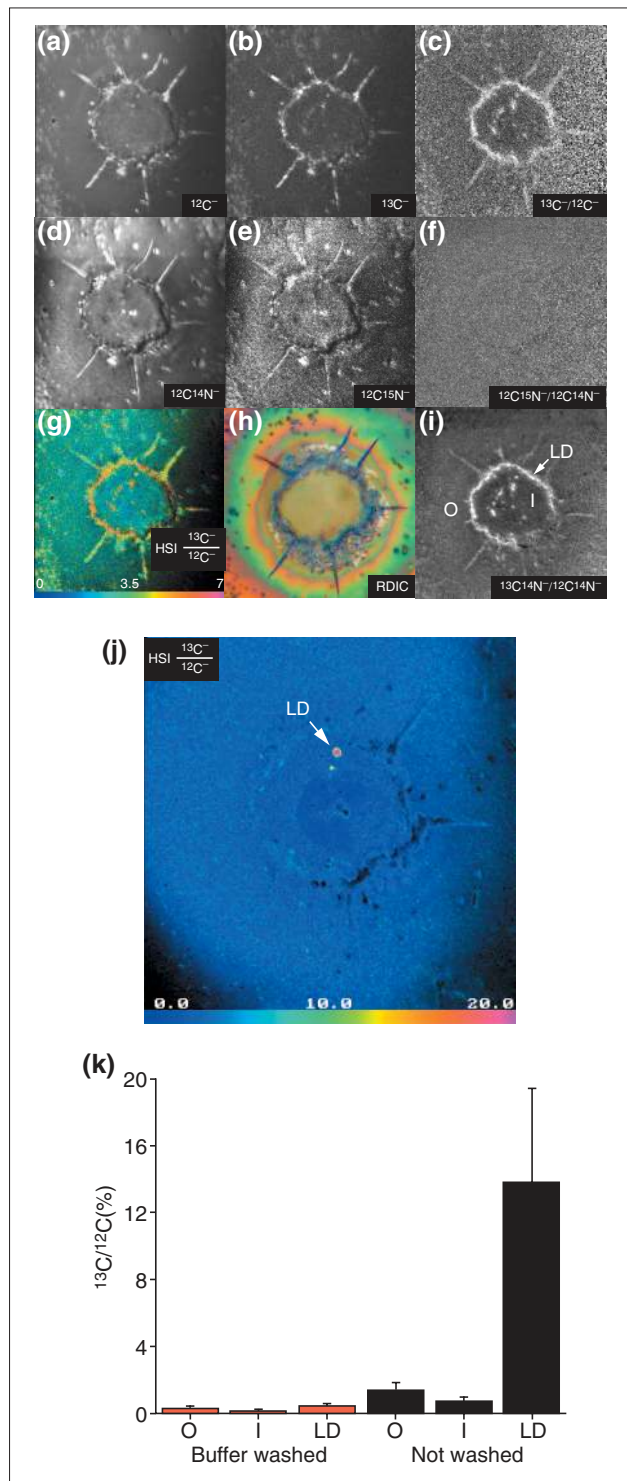 (a) (b) (c)
¹²C⁻ ¹³C⁻ ¹³C⁻/¹²C⁻
(d) (e) (f)
¹²C¹⁴N⁻ ¹²C¹⁵N⁻ ¹²C¹⁵N⁻/¹²C¹⁴N⁻
(g) (h) (i)
LD
O I
HSI ¹³C⁻/¹²C⁻
0 3.5 7 RDIC ¹³C¹⁴N⁻/¹²C¹⁴N⁻
(j) HSI ¹³C⁻/¹²C⁻
LD
0.0 10.0 20.0
(k)
20
16
12
8
4
0
¹³C/¹²C(%)
O I LD O I LD
Buffer washed Not washed